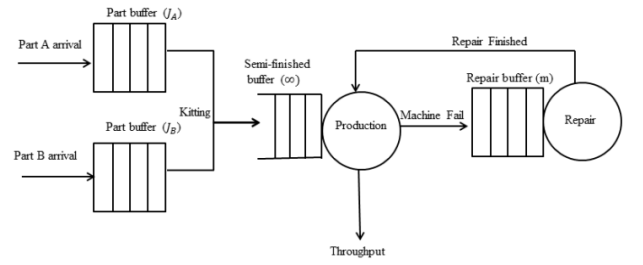 Part buffer (J_A)
Part A arrival
Part buffer (J_B)
Part B arrival
Kitting
Semi-finished
buffer (∞)
Production
Machine Fail
Repair Finished
Repair buffer (m)
Repair
Throughput